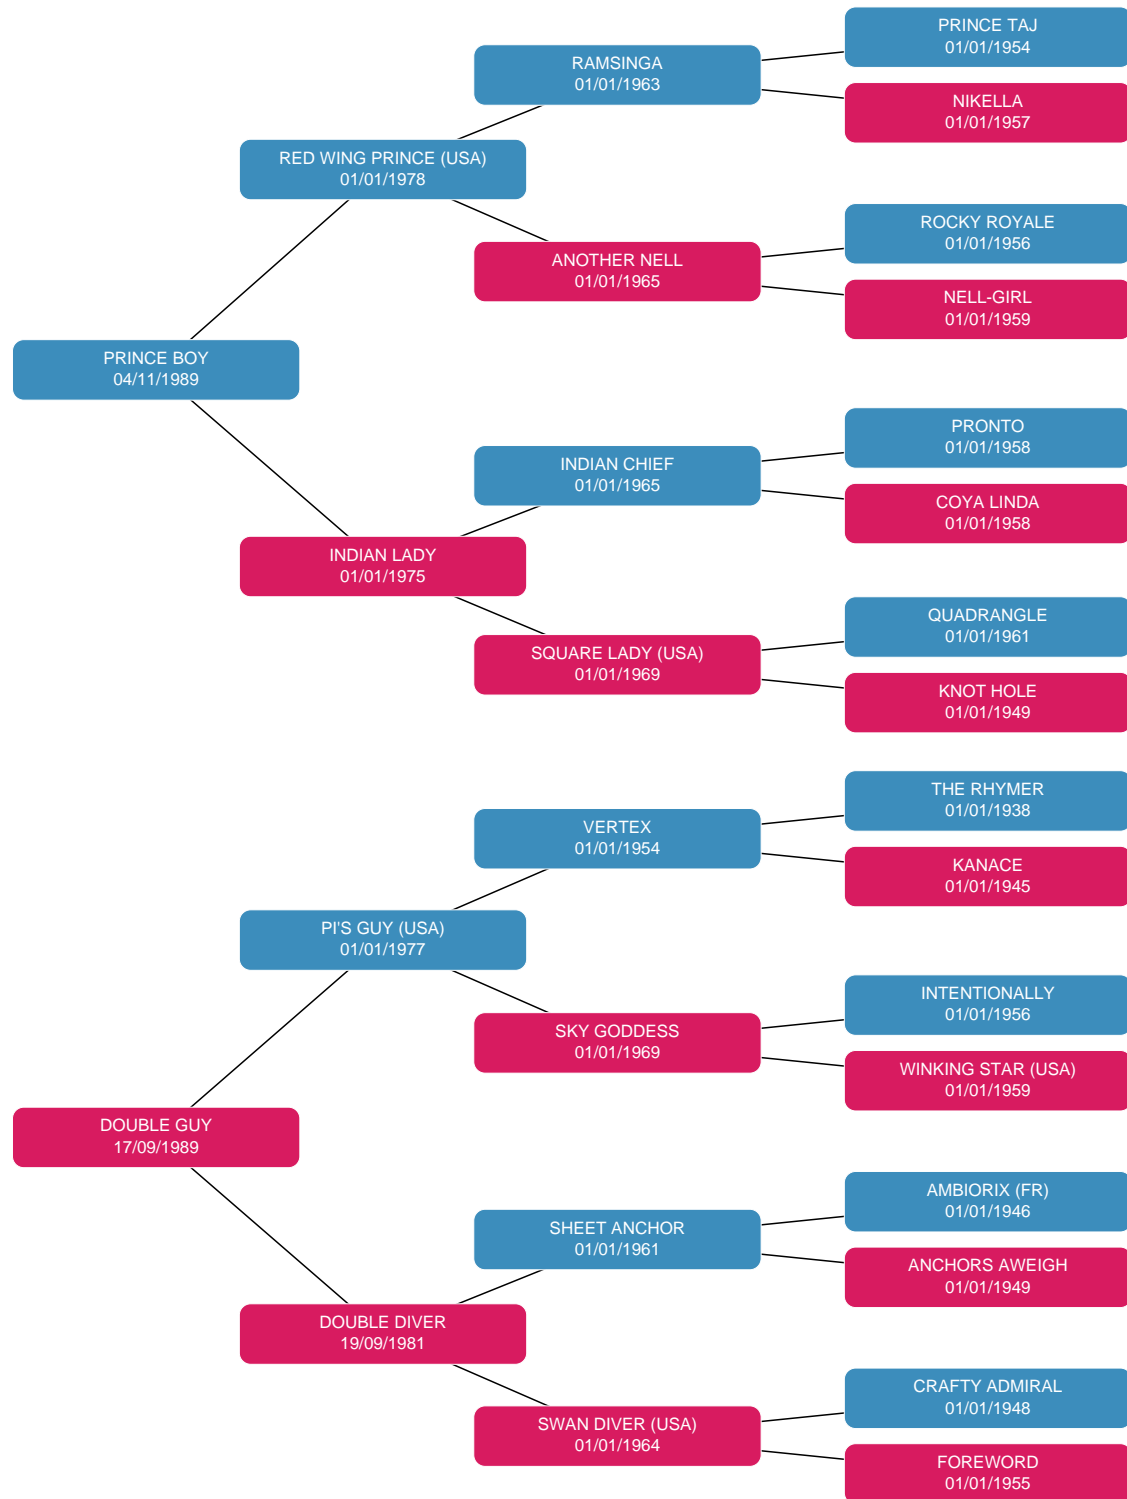 PRINCE TAJ
01/01/1954
RAMSINGA
01/01/1963
NIKELLA
01/01/1957
RED WING PRINCE (USA)
01/01/1978
ROCKY ROYALE
01/01/1956
ANOTHER NELL
01/01/1965
NELL-GIRL
01/01/1959
PRINCE BOY
04/11/1989
PRONTO
01/01/1958
INDIAN CHIEF
01/01/1965
COYA LINDA
01/01/1958
INDIAN LADY
01/01/1975
QUADRANGLE
01/01/1961
SQUARE LADY (USA)
01/01/1969
KNOT HOLE
01/01/1949
THE RHYMER
01/01/1938
VERTEX
01/01/1954
KANACE
01/01/1945
PI'S GUY (USA)
01/01/1977
INTENTIONALLY
01/01/1956
SKY GODDESS
01/01/1969
WINKING STAR (USA)
01/01/1959
DOUBLE GUY
17/09/1989
AMBIORIX (FR)
01/01/1946
SHEET ANCHOR
01/01/1961
ANCHORS AWEIGH
01/01/1949
DOUBLE DIVER
19/09/1981
CRAFTY ADMIRAL
01/01/1948
SWAN DIVER (USA)
01/01/1964
FOREWORD
01/01/1955